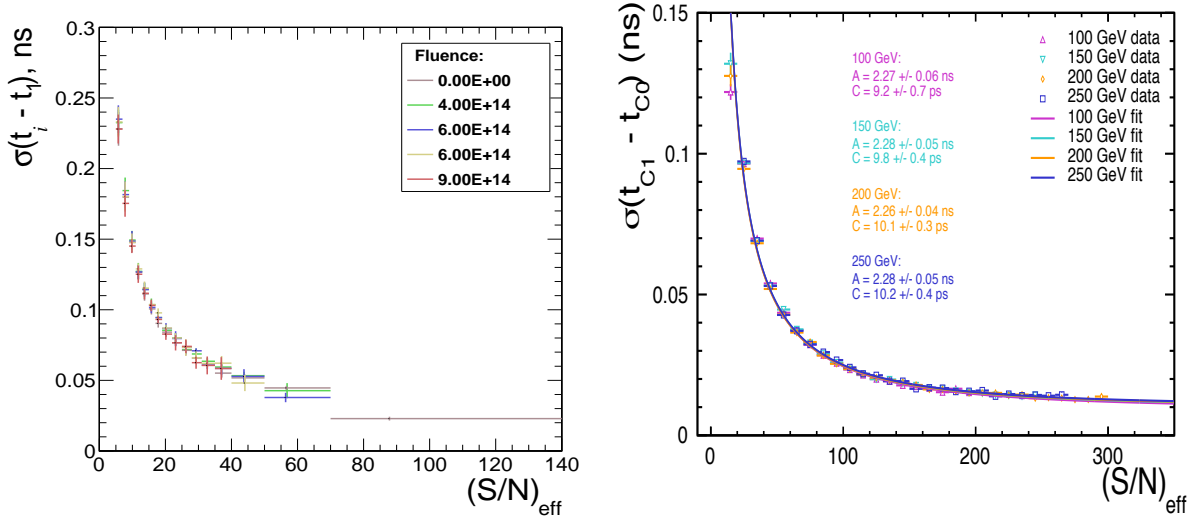 0.3
0.25
0.2
0.15
0.1
0.05
0
σ(t_i - t_1), ns
Fluence:
0.00E+00
4.00E+14
6.00E+14
6.00E+14
9.00E+14
0 20 40 60 80 100 120 140
(S/N)_eff
0.15
0.1
0.05
0
σ(t_C1 - t_C0) (ns)
100 GeV:
A = 2.27 +/- 0.06 ns
C = 9.2 +/- 0.7 ps
150 GeV:
A = 2.28 +/- 0.05 ns
C = 9.8 +/- 0.4 ps
200 GeV:
A = 2.26 +/- 0.04 ns
C = 10.1 +/- 0.3 ps
250 GeV:
A = 2.28 +/- 0.05 ns
C = 10.2 +/- 0.4 ps
100 GeV data
150 GeV data
200 GeV data
250 GeV data
100 GeV fit
150 GeV fit
200 GeV fit
250 GeV fit
0 100 200 300
(S/N)_eff